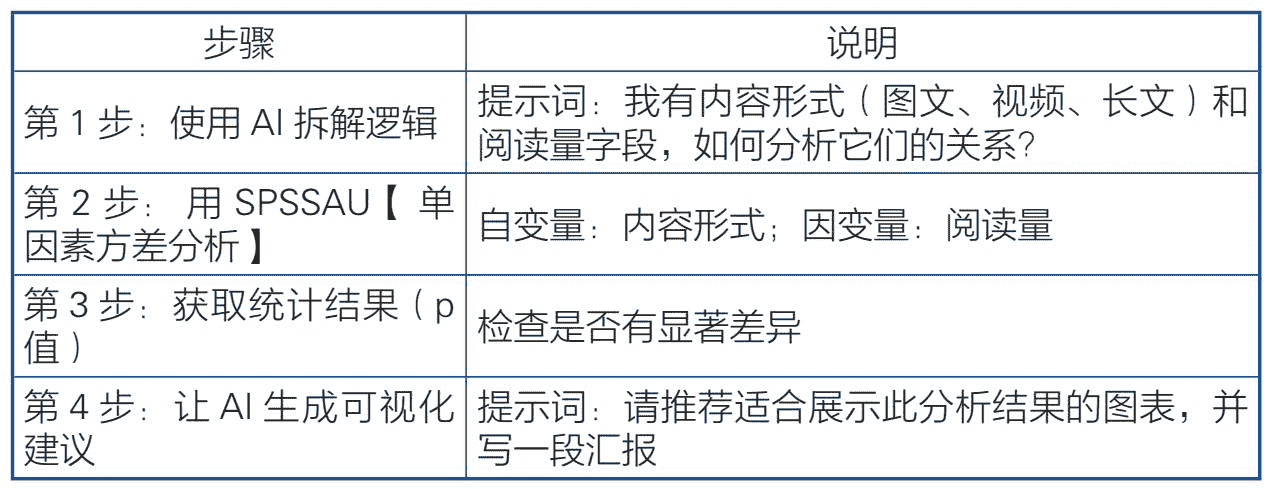 步骤
说明
第 1 步：使用 AI 拆解逻辑
提示词：我有内容形式（图文、视频、长文）和
阅读量字段，如何分析它们的关系？
第 2 步： 用 SPSSAU【 单
因素方差分析】
自变量：内容形式；因变量：阅读量
第 3 步：获取统计结果（p
值）
检查是否有显著差异
第 4 步：让 AI 生成可视化
建议
提示词：请推荐适合展示此分析结果的图表，并
写一段汇报